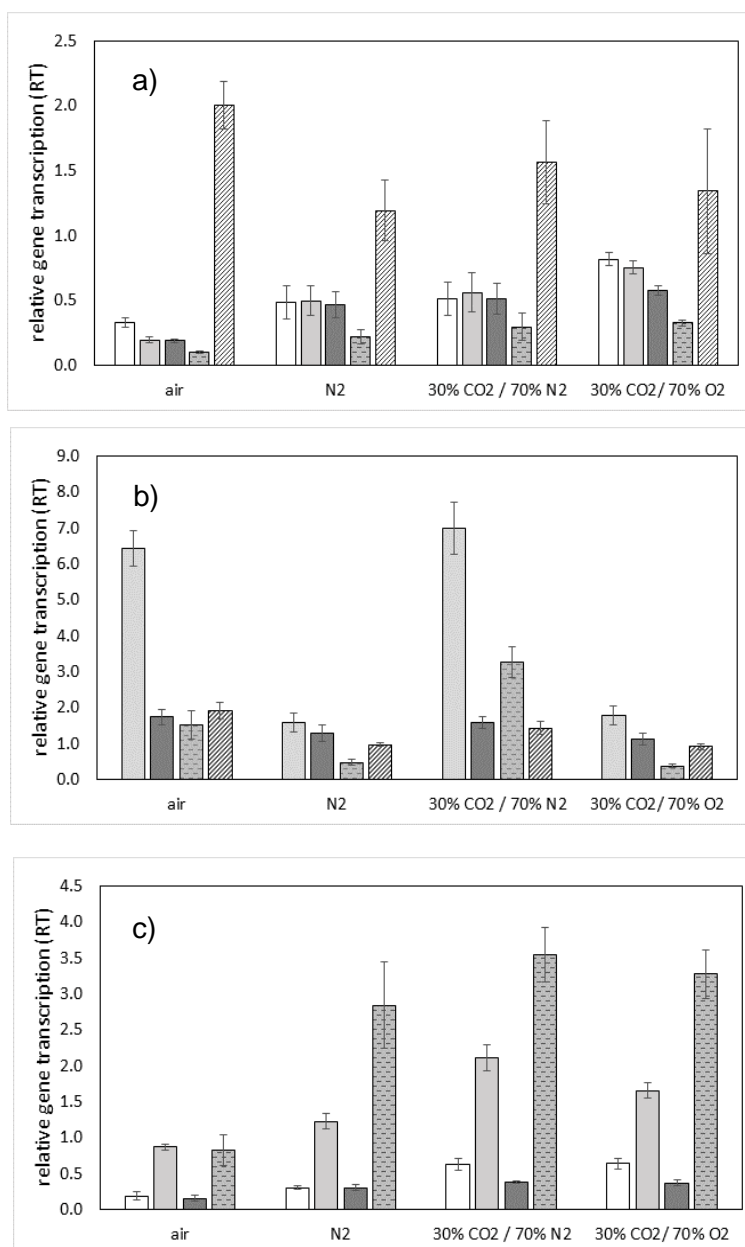 relative gene transcription (RT)
a)
2.5
2.0
1.5
1.0
0.5
0.0
air N2 30% CO2 / 70% N2 30% CO2/ 70% O2
relative gene transcription (RT)
b)
9.0
8.0
7.0
6.0
5.0
4.0
3.0
2.0
1.0
0.0
air N2 30% CO2 / 70% N2 30% CO2/ 70% O2
relative gene transcription (RT)
c)
4.5
4.0
3.5
3.0
2.5
2.0
1.5
1.0
0.5
0.0
air N2 30% CO2 / 70% N2 30% CO2/ 70% O2